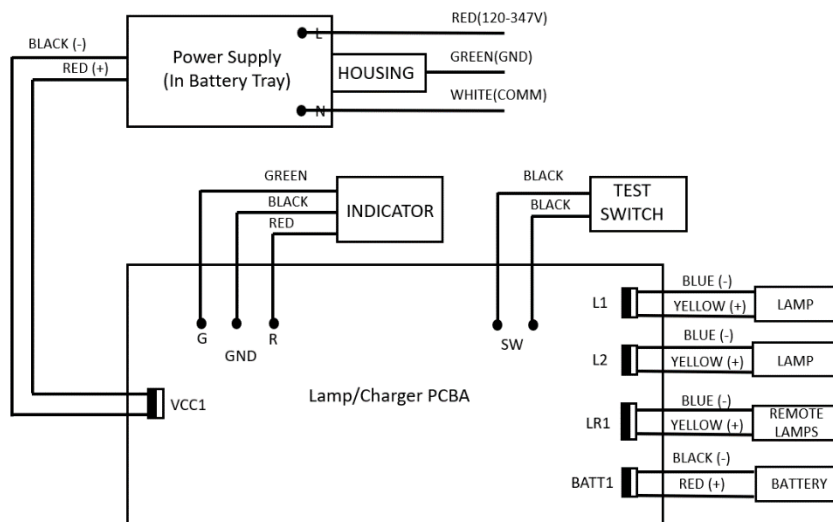 RED(120-347V)
BLACK (-)
Power Supply
(In Battery Tray)
L
GREEN(GND)
RED (+)
HOUSING
WHITE(COMM)
N
GREEN
BLACK
RED
INDICATOR
BLACK
BLACK
TEST
SWITCH
G
GND
R
SW
L1
BLUE (-)
YELLOW (+)
LAMP
L2
BLUE (-)
YELLOW (+)
LAMP
VCC1
Lamp/Charger PCBA
LR1
BLUE (-)
YELLOW (+)
REMOTE
LAMPS
BATT1
BLACK (-)
RED (+)
BATTERY